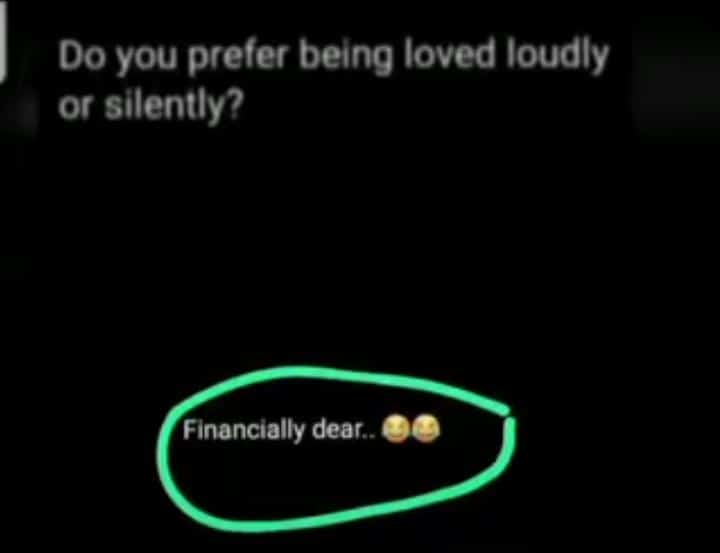 Do you prefer being loved loudly
or silently?
Financially dear.. 😂😂